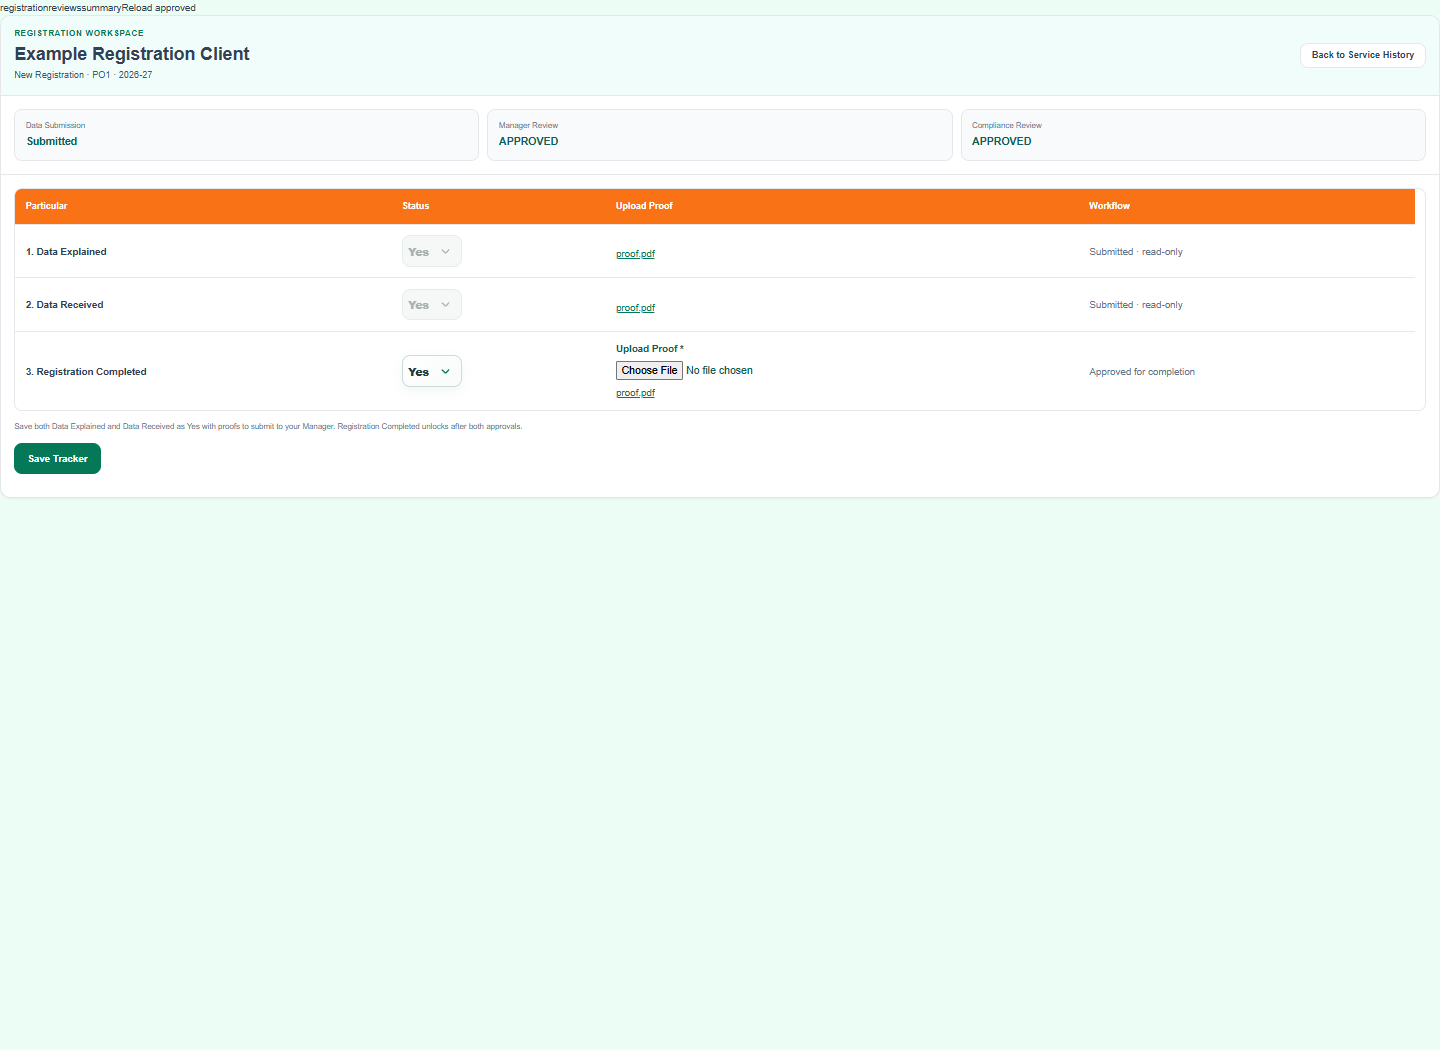 registrationreviewssummaryReload approved
REGISTRATION WORKSPACE
Example Registration Client
New Registration · PO1 · 2026-27
Back to Service History
Data Submission
Submitted
Manager Review
APPROVED
Compliance Review
APPROVED
Particular Status Upload Proof Workflow
1. Data Explained Yes proof.pdf Submitted · read-only
2. Data Received Yes proof.pdf Submitted · read-only
Upload Proof *
3. Registration Completed Yes Choose File No file chosen Approved for completion
proof.pdf
Save both Data Explained and Data Received as Yes with proofs to submit to your Manager. Registration Completed unlocks after both approvals.
Save Tracker